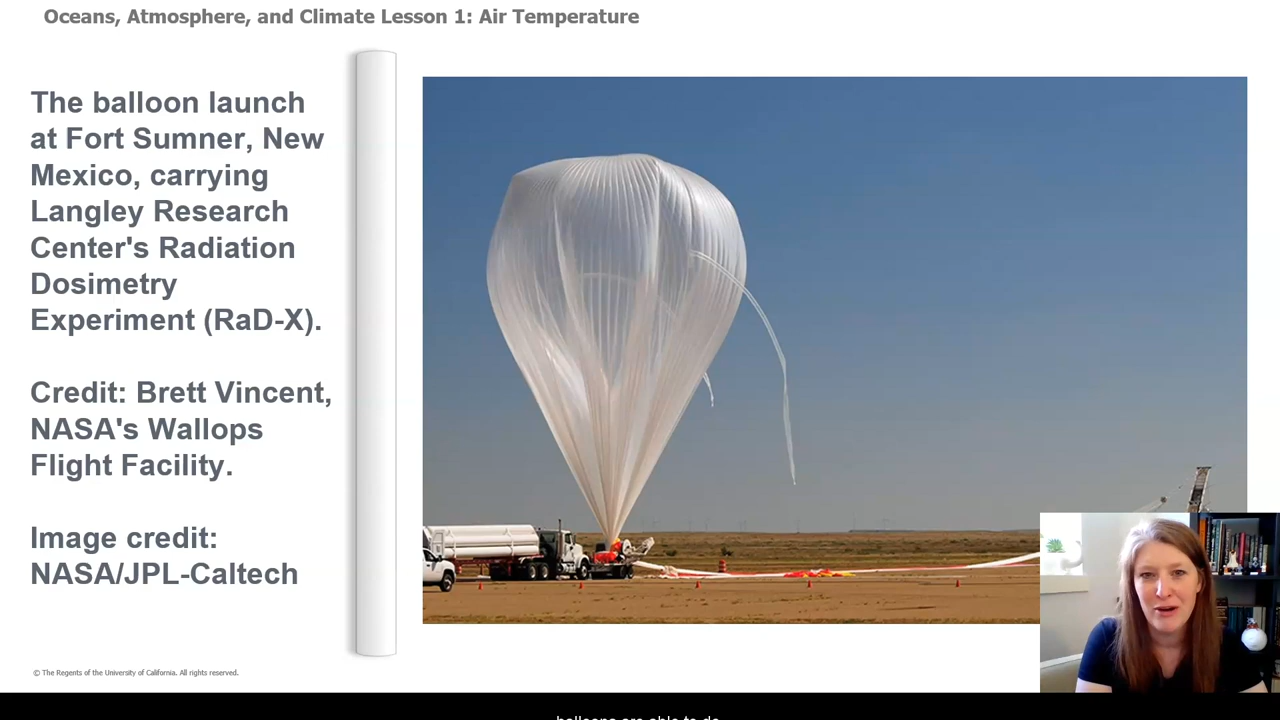 Oceans, Atmosphere, and Climate Lesson 1: Air Temperature
The balloon launch
at Fort Sumner, New
Mexico, carrying
Langley Research
Center's Radiation
Dosimetry
Experiment (RaD-X).
Credit: Brett Vincent,
NASA's Wallops
Flight Facility.
Image credit:
NASA/JPL-Caltech
© The Regents of the University of California. All rights reserved.
balloons are able to do